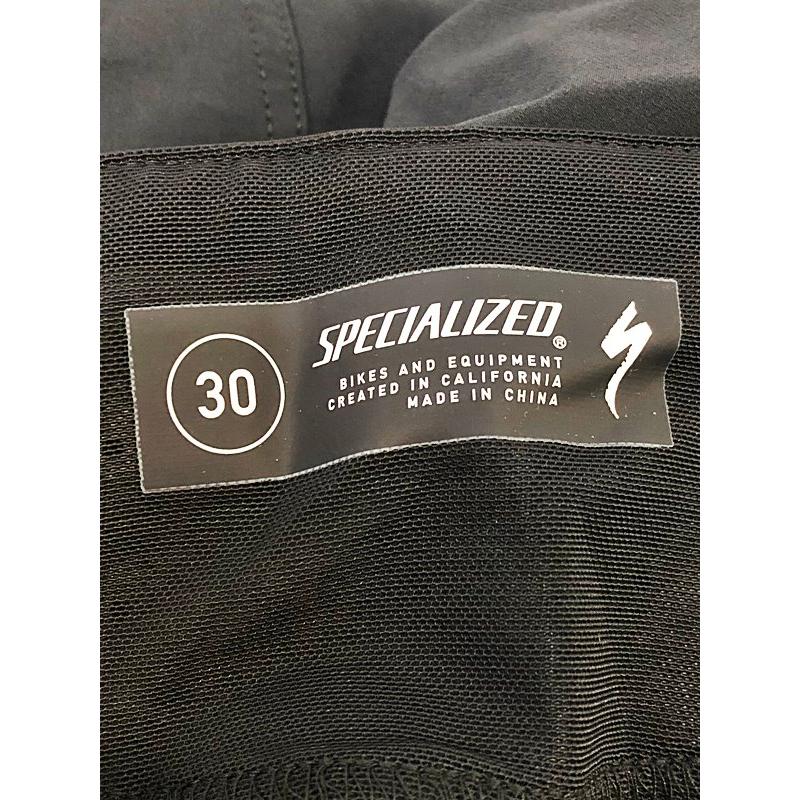 30
SPECIALIZED®
BIKES AND EQUIPMENT
CREATED IN CALIFORNIA
MADE IN CHINA